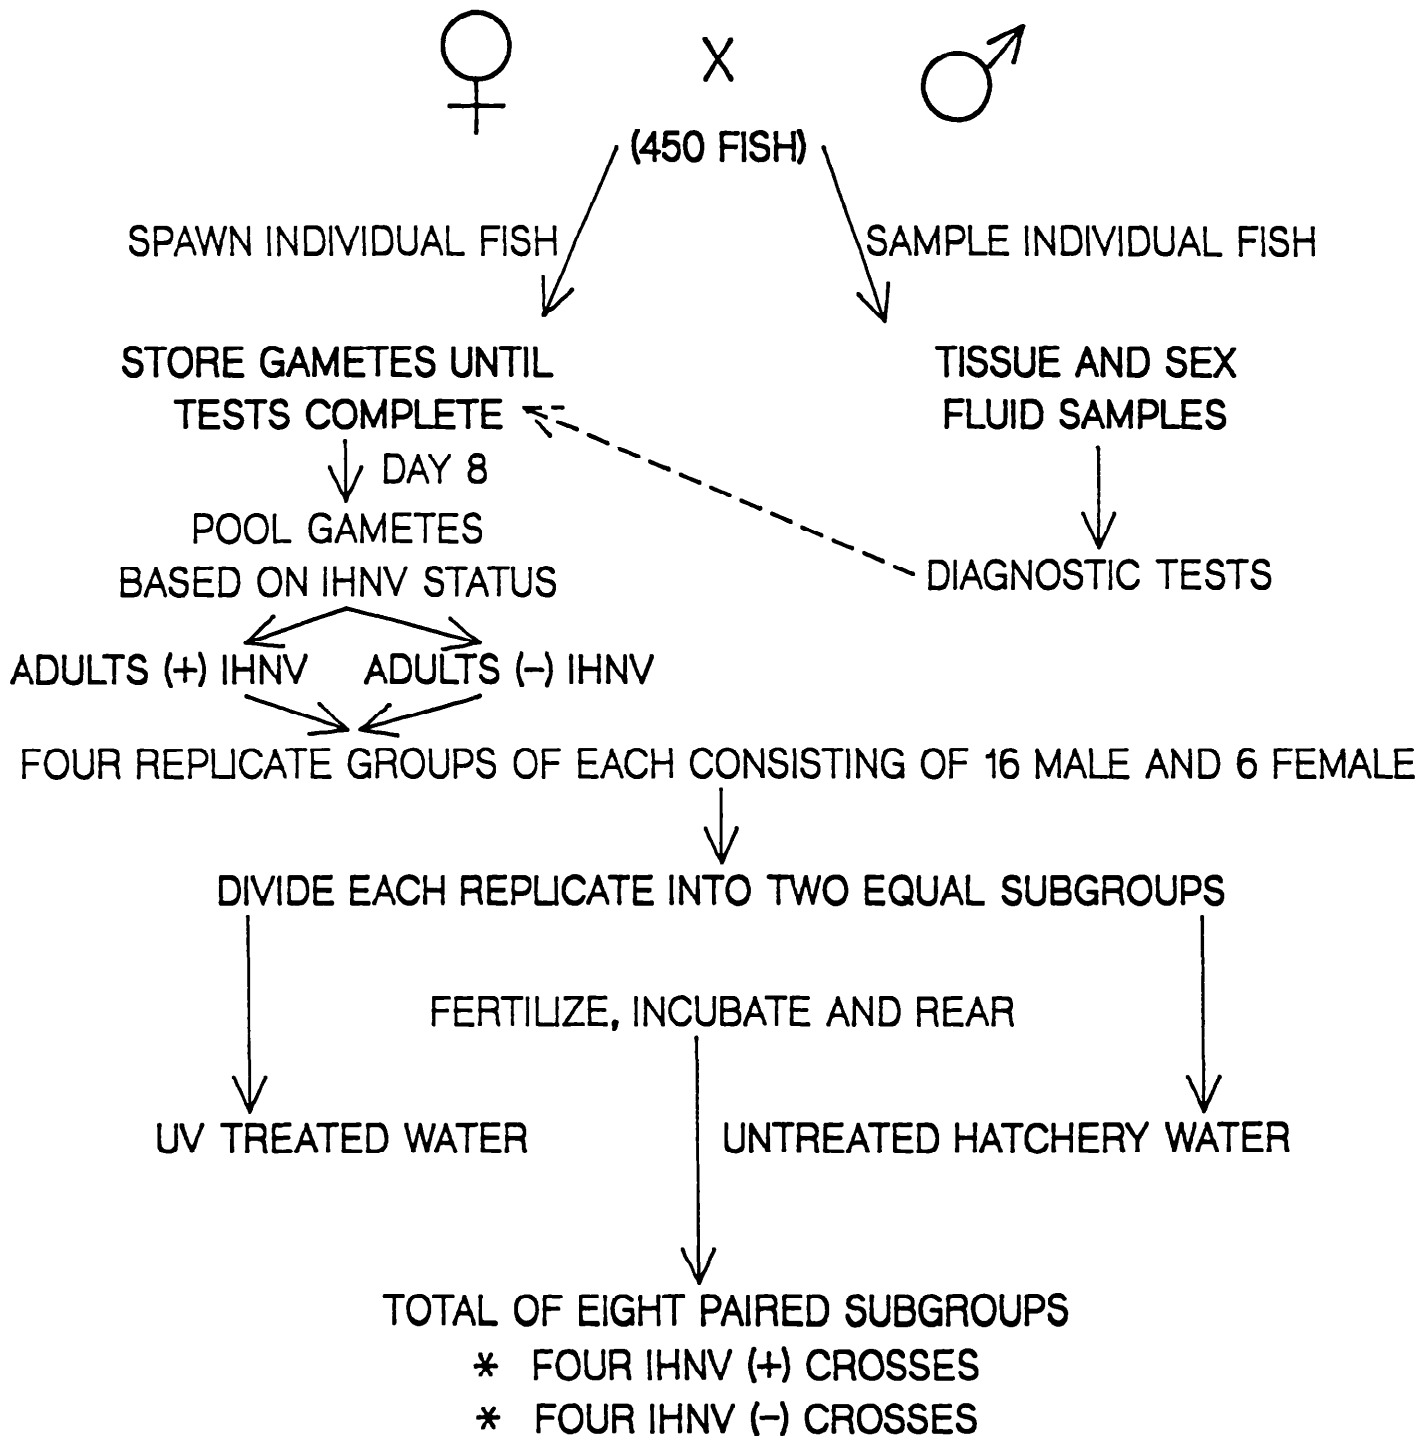 X
(450 FISH)
SPAWN INDIVIDUAL FISH
SAMPLE INDIVIDUAL FISH
STORE GAMETES UNTIL
TESTS COMPLETE
TISSUE AND SEX
FLUID SAMPLES
DAY 8
POOL GAMETES
BASED ON IHNV STATUS
DIAGNOSTIC TESTS
ADULTS (+) IHNV
ADULTS (-) IHNV
FOUR REPLICATE GROUPS OF EACH CONSISTING OF 16 MALE AND 6 FEMALE
DIVIDE EACH REPLICATE INTO TWO EQUAL SUBGROUPS
FERTILIZE, INCUBATE AND REAR
UV TREATED WATER
UNTREATED HATCHERY WATER
TOTAL OF EIGHT PAIRED SUBGROUPS
* FOUR IHNV (+) CROSSES
* FOUR IHNV (-) CROSSES